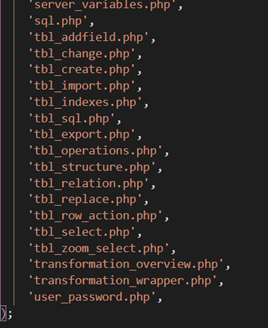 'server_variables.php',
'sql.php',
'tbl_addfield.php',
'tbl_change.php',
'tbl_create.php',
'tbl_import.php',
'tbl_indexes.php',
'tbl_sql.php',
'tbl_export.php',
'tbl_operations.php',
'tbl_structure.php',
'tbl_relation.php',
'tbl_replace.php',
'tbl_row_action.php',
'tbl_select.php',
'tbl_zoom_select.php',
'transformation_overview.php',
'transformation_wrapper.php',
'user_password.php',
);